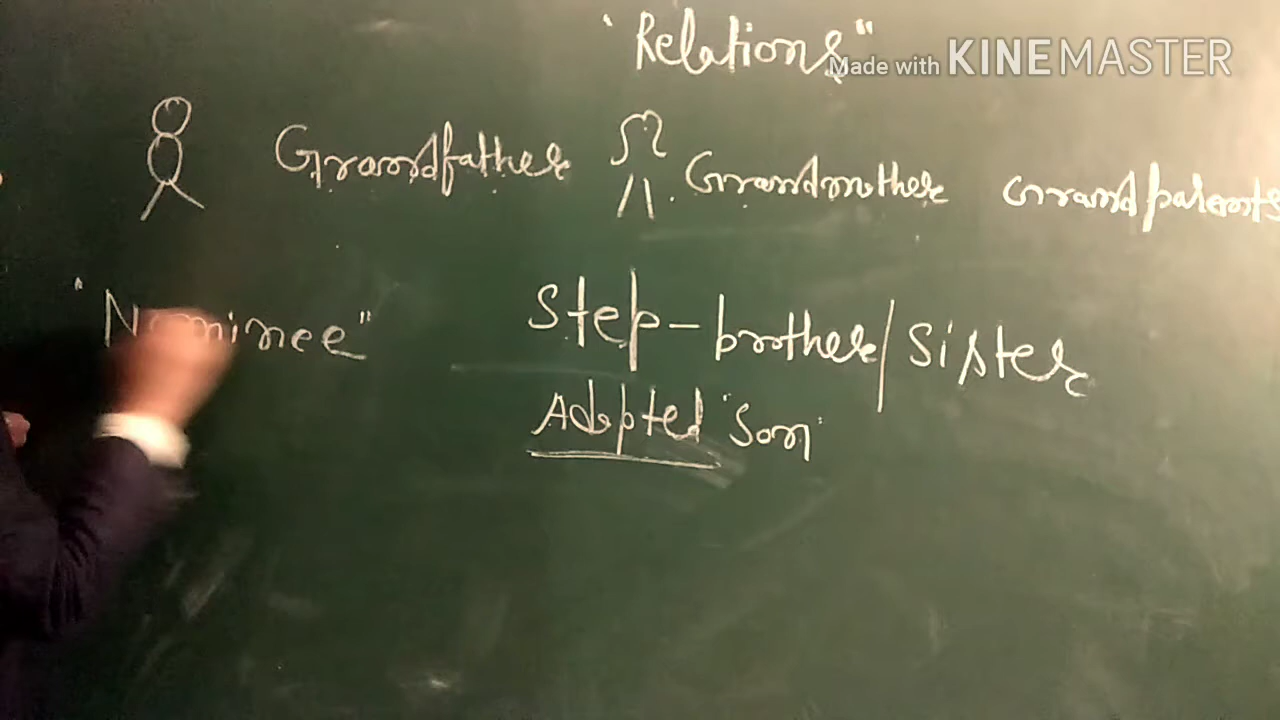 "Relations"
Made with KINEMASTER
Grandfather Grandmother Grandparents
"Nominee" Step-brother/Sister
Adopted "Son"